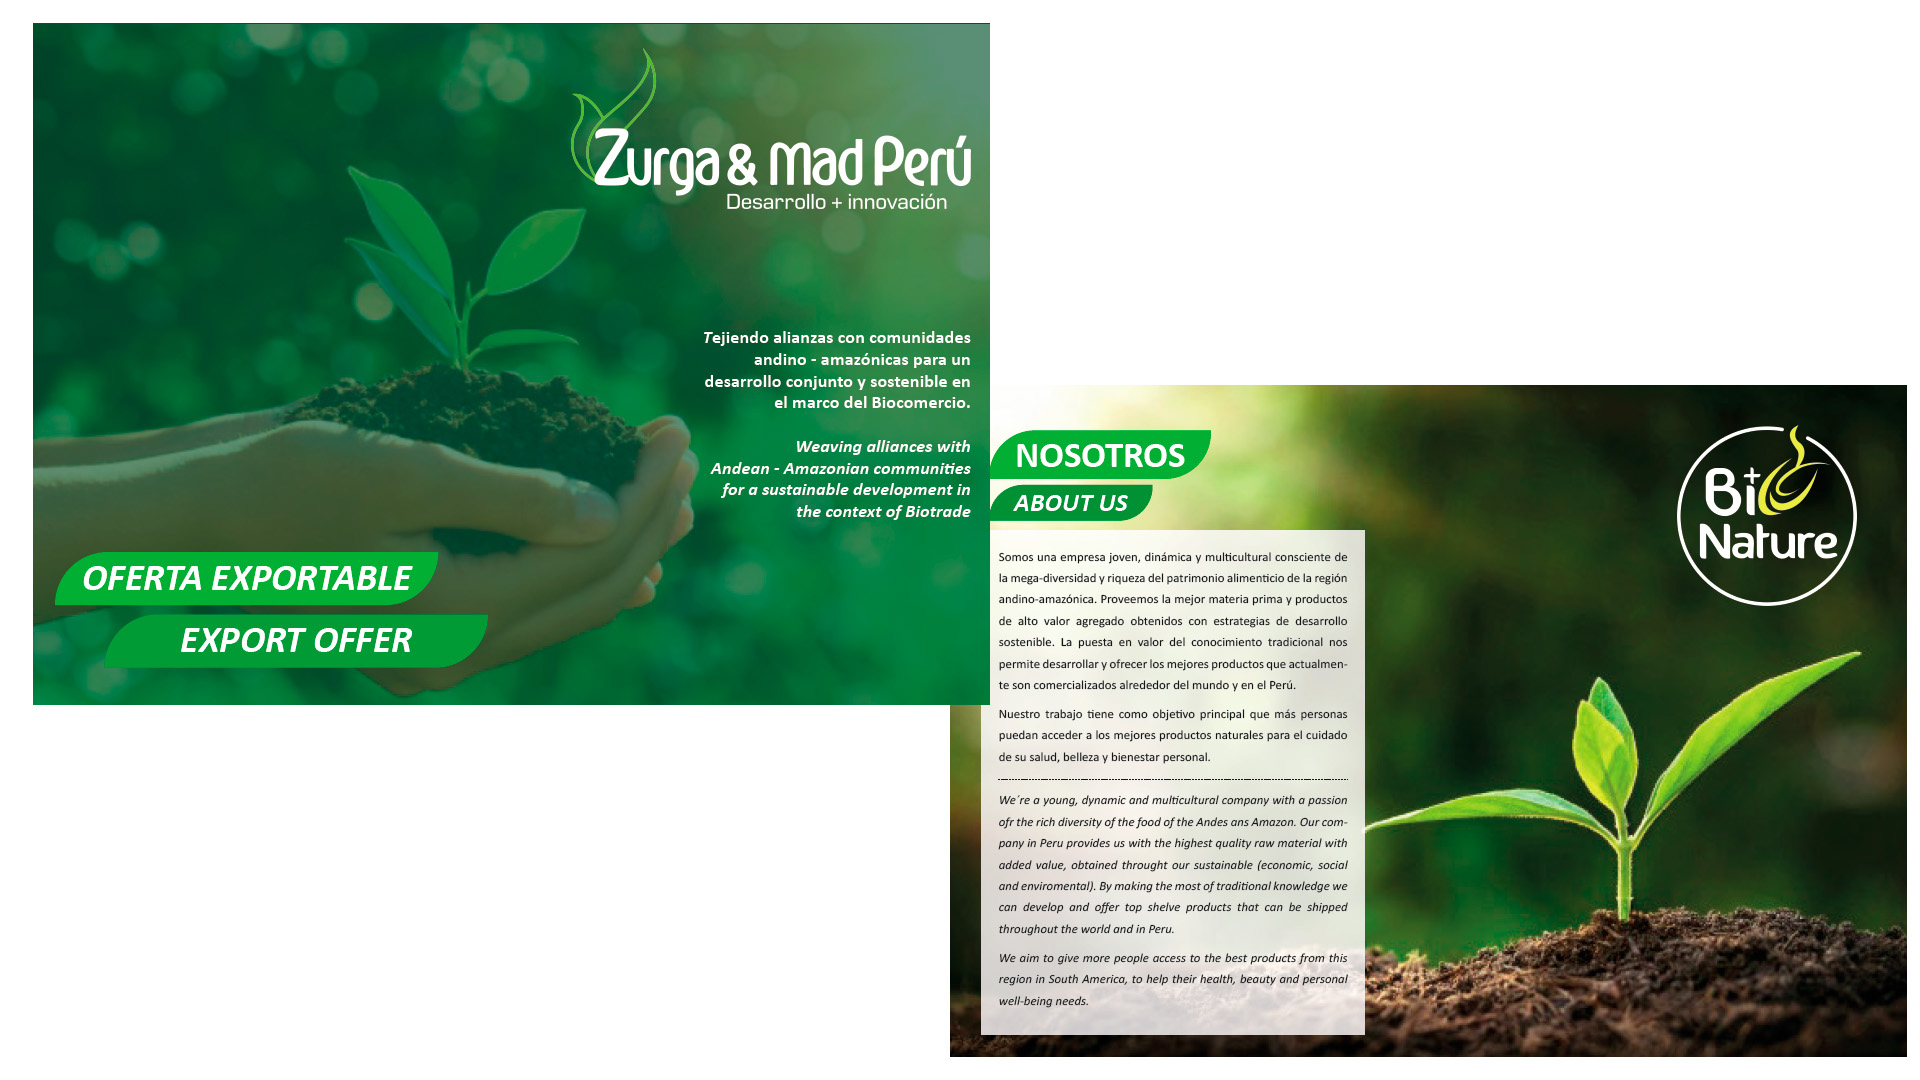 Zurga & Mad Perú
Desarrollo + innovación
Tejiendo alianzas con comunidades
andino - amazónicas para un
desarrollo conjunto y sostenible en
el marco del Biocomercio.
Weaving alliances with
Andean - Amazonian communities
for a sustainable development in
the context of Biotrade
OFERTA EXPORTABLE
EXPORT OFFER
NOSOTROS
ABOUT US
Bio+
Nature
Somos una empresa joven, dinámica y multicultural consciente de
la mega-diversidad y riqueza del patrimonio alimenticio de la región
andino-amazónica. Proveemos la mejor materia prima y productos
de alto valor agregado obtenidos con estrategias de desarrollo
sostenible. La puesta en valor del conocimiento tradicional nos
permite desarrollar y ofrecer los mejores productos que actualmen-
te son comercializados alrededor del mundo y en el Perú.
Nuestro trabajo tiene como objetivo principal que más personas
puedan acceder a los mejores productos naturales para el cuidado
de su salud, belleza y bienestar personal.
We´re a young, dynamic and multicultural company with a passion
ofr the rich diversity of the food of the Andes ans Amazon. Our com-
pany in Peru provides us with the highest quality raw material with
added value, obtained throught our sustainable (economic, social
and enviromental). By making the most of traditional knowledge we
can develop and offer top shelve products that can be shipped
throughout the world and in Peru.
We aim to give more people access to the best products from this
region in South America, to help their health, beauty and personal
well-being needs.